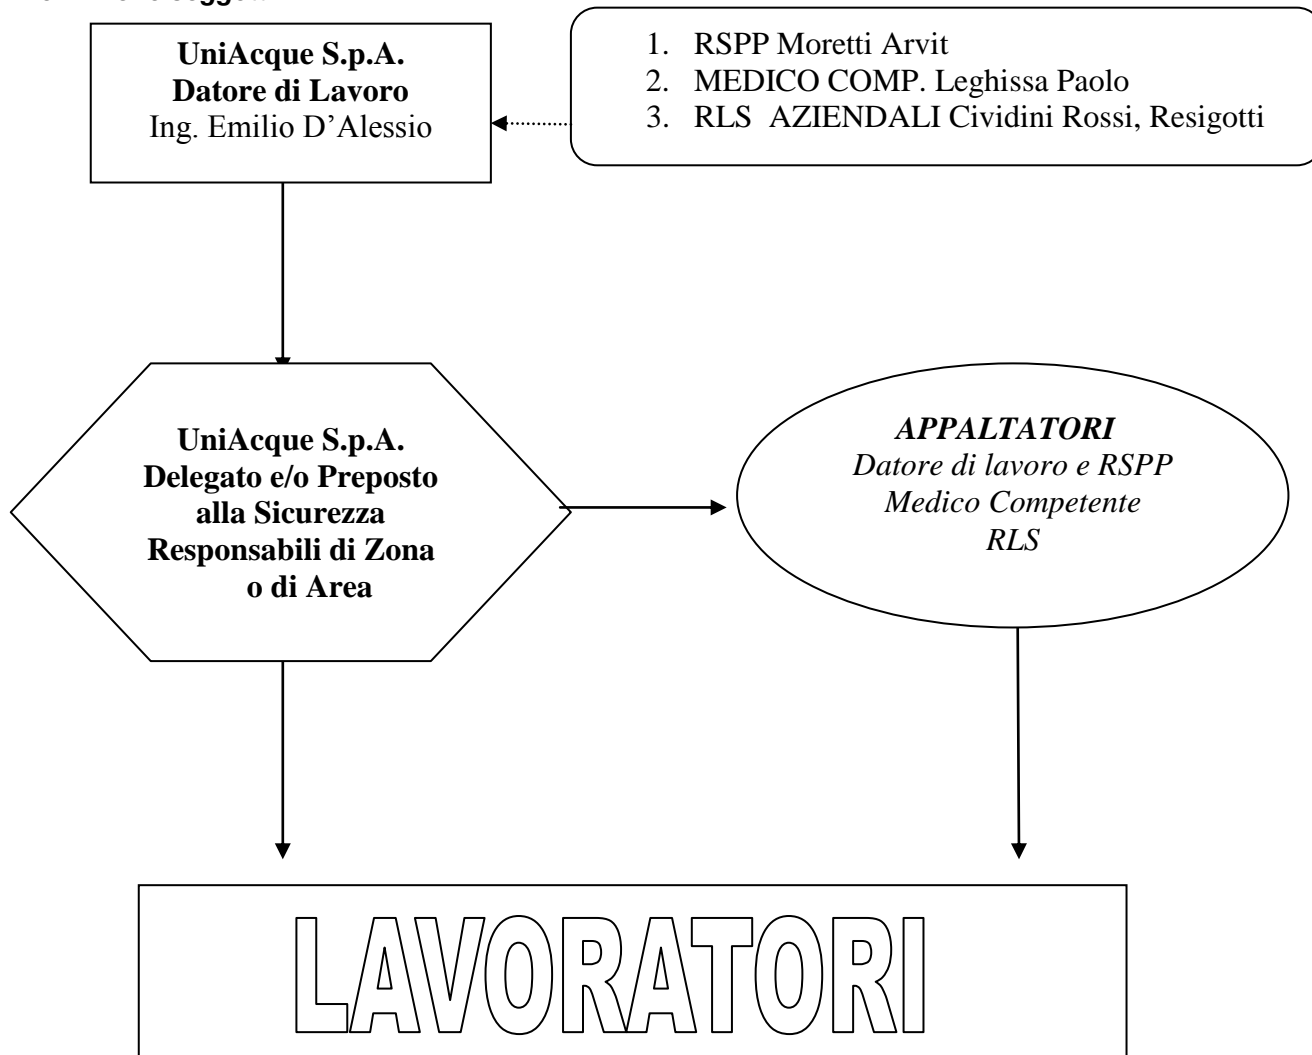 soggetti
UniAcque S.p.A.
Datore di Lavoro
Ing. Emilio D'Alessio
1. RSPP Moretti Arvit
2. MEDICO COMP. Leghissa Paolo
3. RLS AZIENDALI Cividini Rossi, Resigotti
UniAcque S.p.A.
Delegato e/o Preposto
alla Sicurezza
Responsabili di Zona
o di Area
APPALTATORI
Datore di lavoro e RSPP
Medico Competente
RLS
LAVORATORI